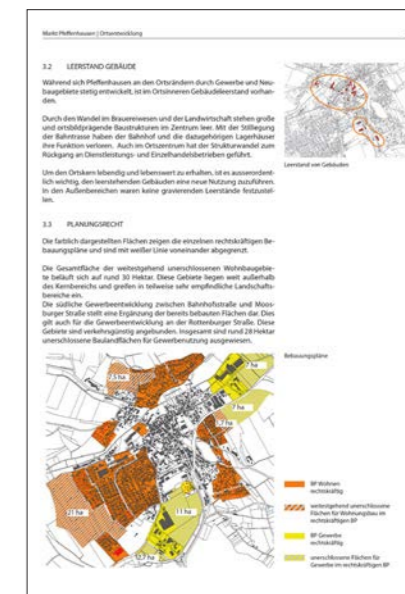 Markt Pfeffenhausen | Ortsentwicklung
3.2 LEERSTAND GEBÄUDE
Während sich Pfeffenhausen an den Ortsrändern durch Gewerbe und Neu-
baugebiete stetig entwickelt, ist im Ortsinneren Gebäudeleerstand vorhan-
den.
Durch den Wandel im Brauereiwesen und der Landwirtschaft stehen große
und ortsbildprägende Baustrukturen im Zentrum leer. Mit der Stilllegung
der Bahntrasse haben der Bahnhof und die dazugehörigen Lagerhäuser
ihre Funktion verloren. Auch im Ortszentrum hat der Strukturwandel zum
Rückgang an Dienstleistungs- und Einzelhandelsbetrieben geführt.
Um den Ortskern lebendig und lebenswert zu erhalten, ist es ausserordent-
lich wichtig, den leerstehenden Gebäuden eine neue Nutzung zuzuführen.
In den Außenbereichen waren keine gravierenden Leerstände festzustel-
len.
Leerstand von Gebäuden
3.3 PLANUNGSRECHT
Die farblich dargestellten Flächen zeigen die einzelnen rechtskräftigen Be-
bauungspläne und sind mit weißer Linie voneinander abgegrenzt.
Die Gesamtfläche der weitestgehend unerschlossenen Wohnbaugebie-
te beläuft sich auf rund 30 Hektar. Diese Gebiete liegen weit außerhalb
des Kernbereichs und greifen in teilweise sehr empfindliche Landschafts-
bereiche ein.
Die südliche Gewerbeentwicklung zwischen Bahnhofstraße und Moos-
burger Straße stellt eine Ergänzung der bereits bebauten Flächen dar. Dies
gilt auch für die Gewerbeentwicklung an der Rottenburger Straße. Diese
Gebiete sind verkehrsgünstig angebunden. Insgesamt sind rund 28 Hektar
unerschlossene Baulandflächen für Gewerbenutzung ausgewiesen.
Bebauungspläne
7 ha
7,5 ha
7 ha
1,7 ha
21 ha
11 ha
2,7 ha
BP Wohnen
rechtskräftig
weitestgehend unerschlossene
Flächen für Wohnungsbau im
rechtskräftigen BP
BP Gewerbe
rechtskräftig
unerschlossene Flächen für
Gewerbe im rechtskräftigen BP